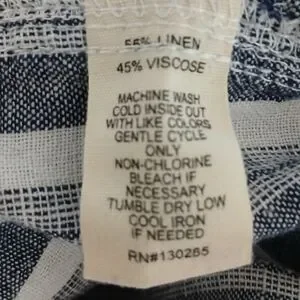 55% LINEN
45% VISCOSE
MACHINE WASH
COLD INSIDE OUT
WITH LIKE COLORS
GENTLE CYCLE
ONLY
NON-CHLORINE
BLEACH IF
NECESSARY
TUMBLE DRY LOW
COOL IRON
IF NEEDED
RN#130285